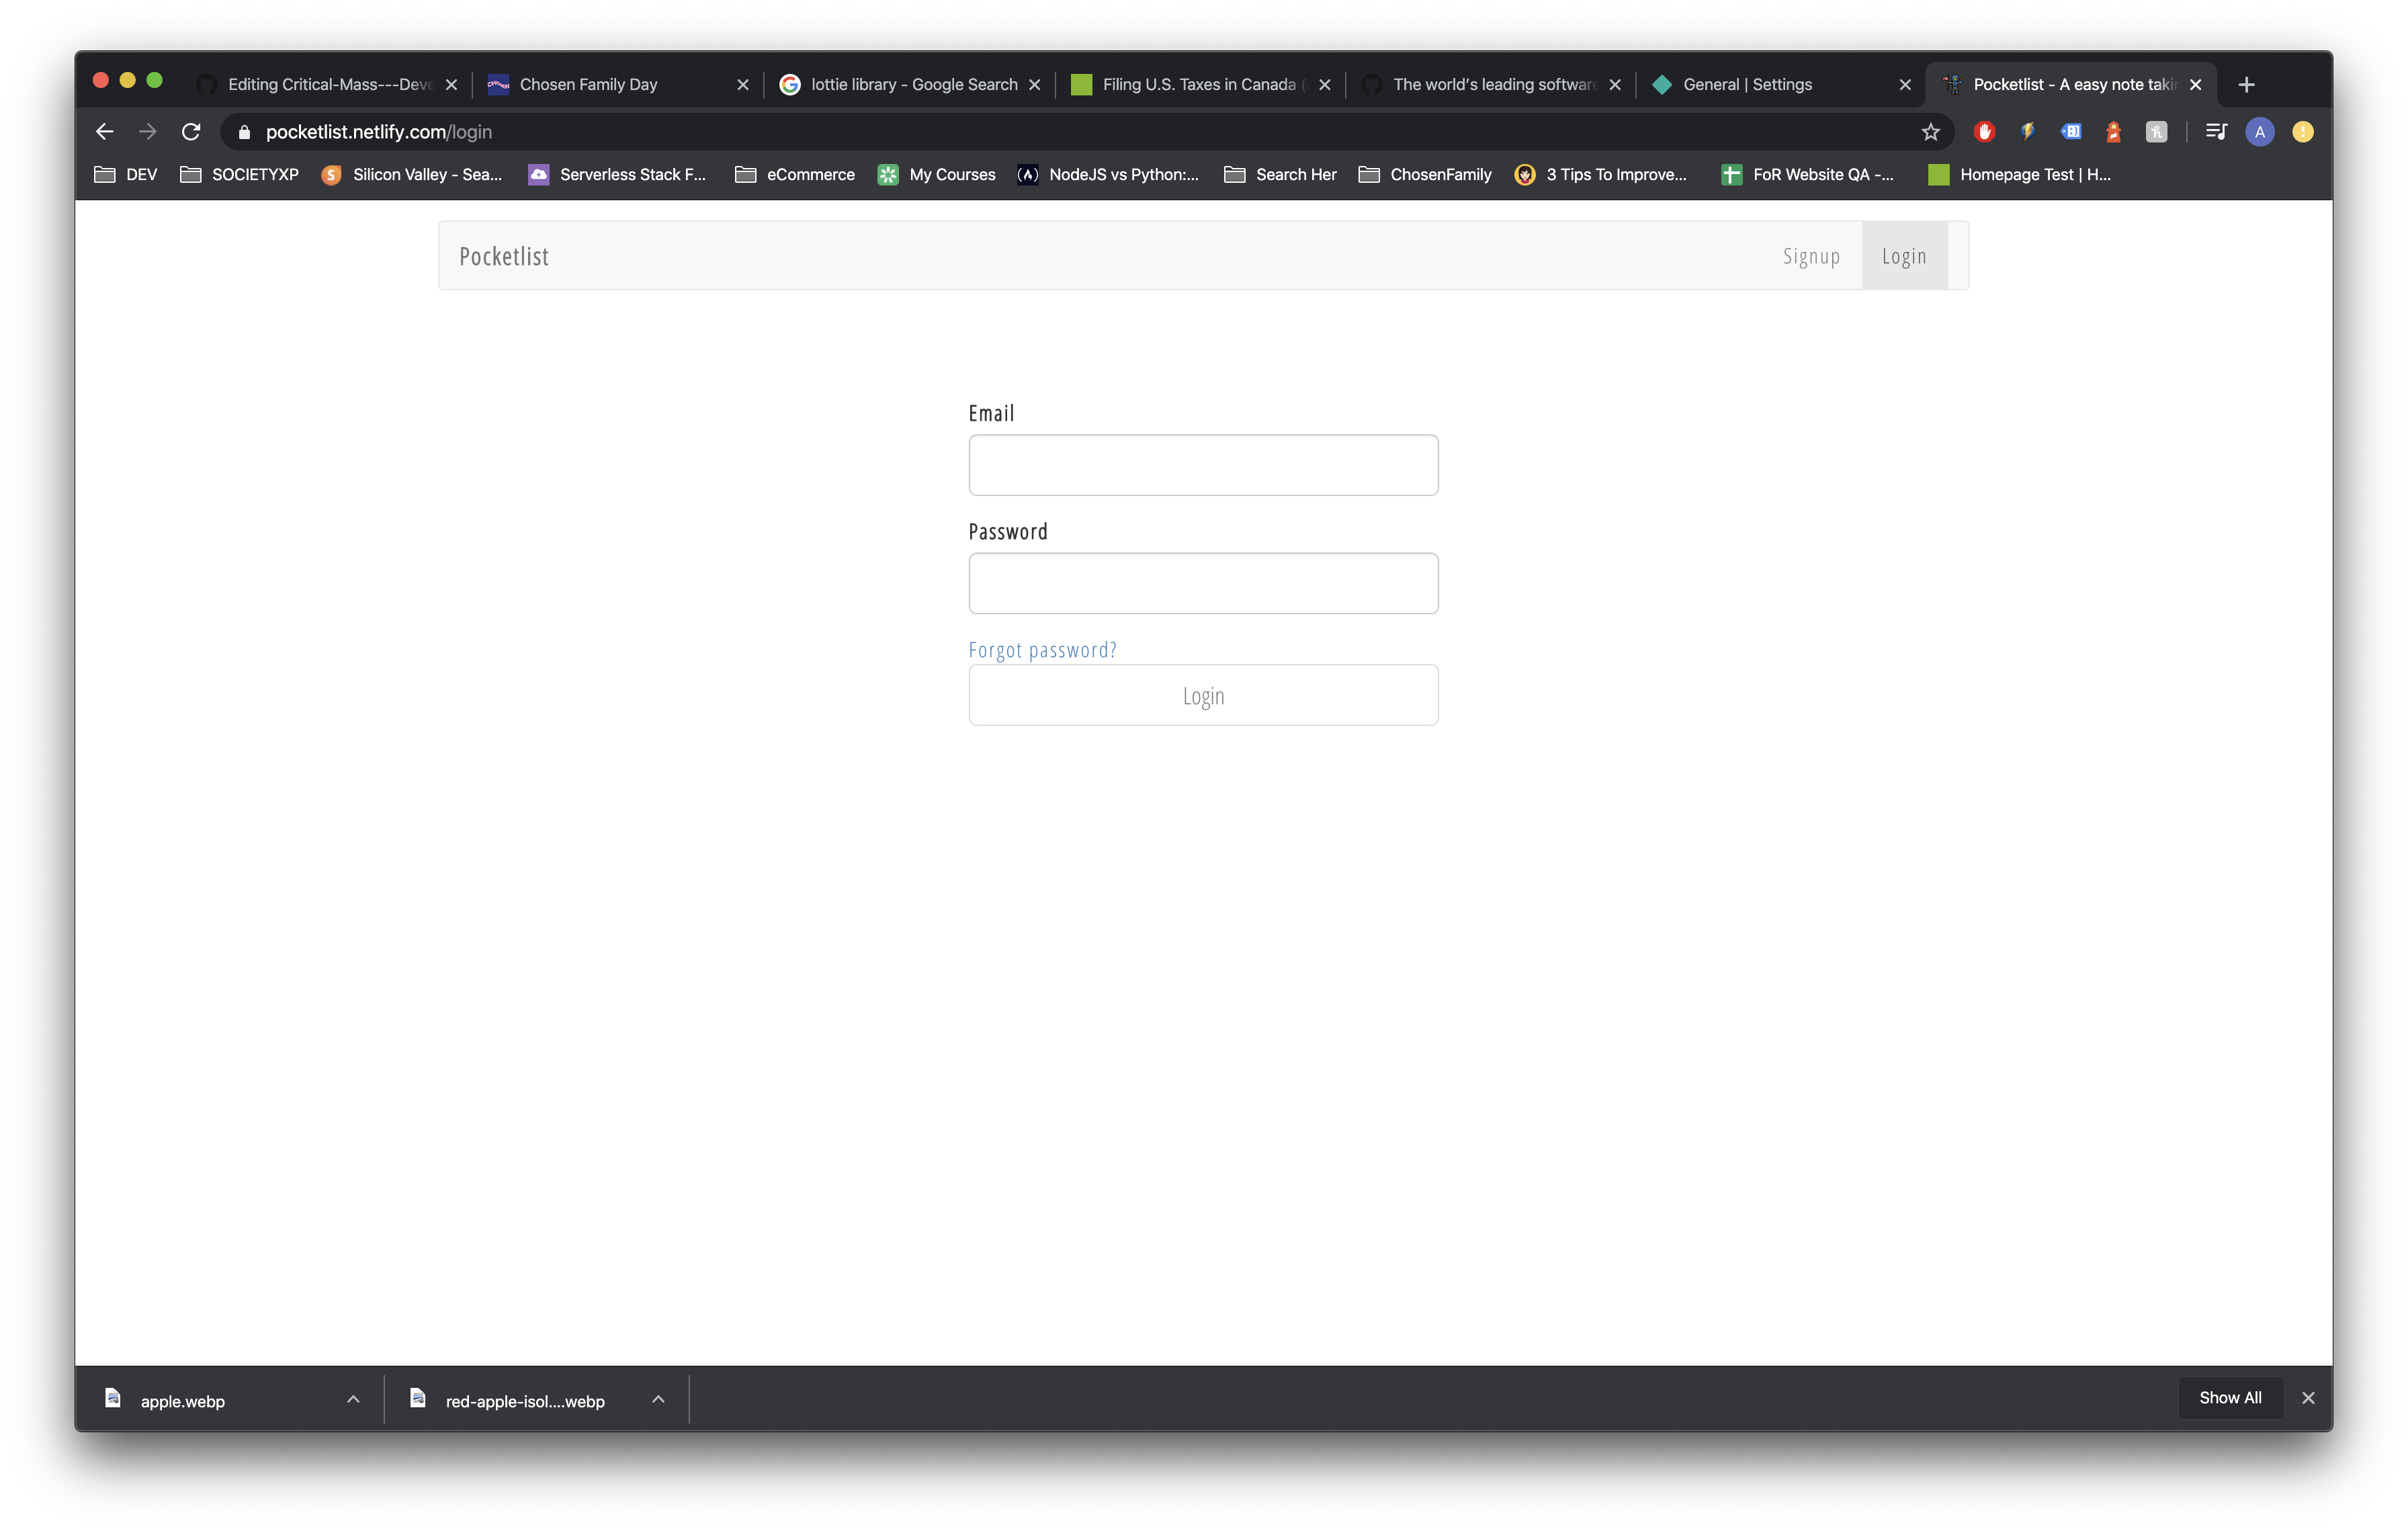 Editing Critical-Mass---Deve
Chosen Family Day
lottie library - Google Search
Filing U.S. Taxes in Canada (
The world's leading software
General | Settings
Pocketlist - A easy note takin
pocketlist.netlify.com/login
A
DEV
SOCIETYXP
Silicon Valley - Sea...
Serverless Stack F...
eCommerce
My Courses
NodeJS vs Python:...
Search Her
ChosenFamily
3 Tips To Improve...
FoR Website QA -...
Homepage Test | H...
Pocketlist
Signup
Login
Email
Password
Forgot password?
Login
apple.webp
red-apple-isol....webp
Show All